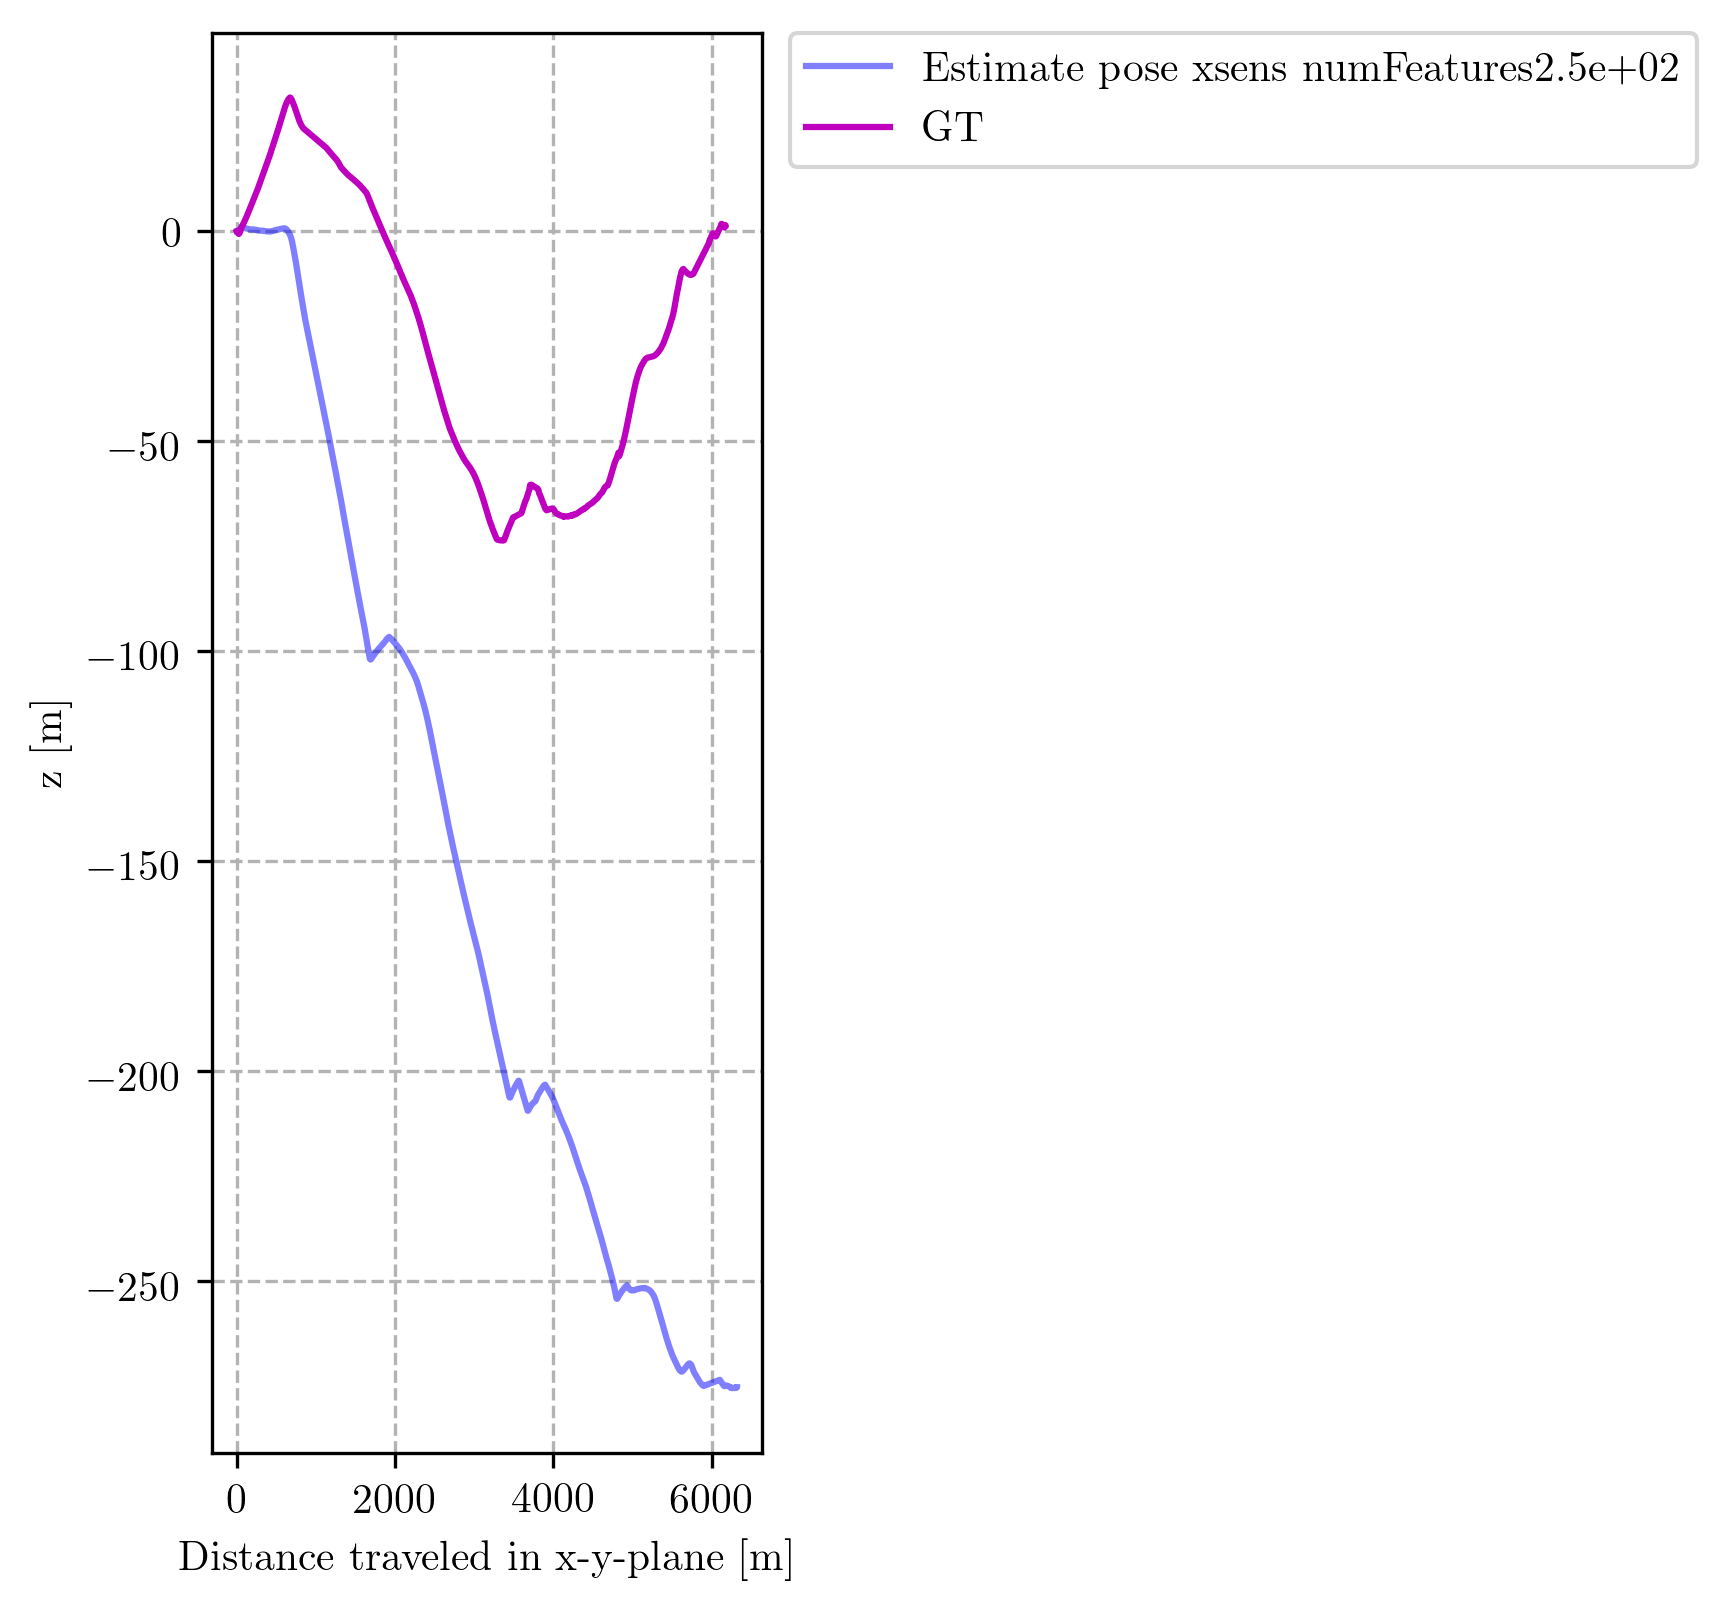 Estimate pose xsens numFeatures2.5e+02
GT
0
−50
−100
−150
−200
−250
z [m]
0 2000 4000 6000
Distance traveled in x-y-plane [m]